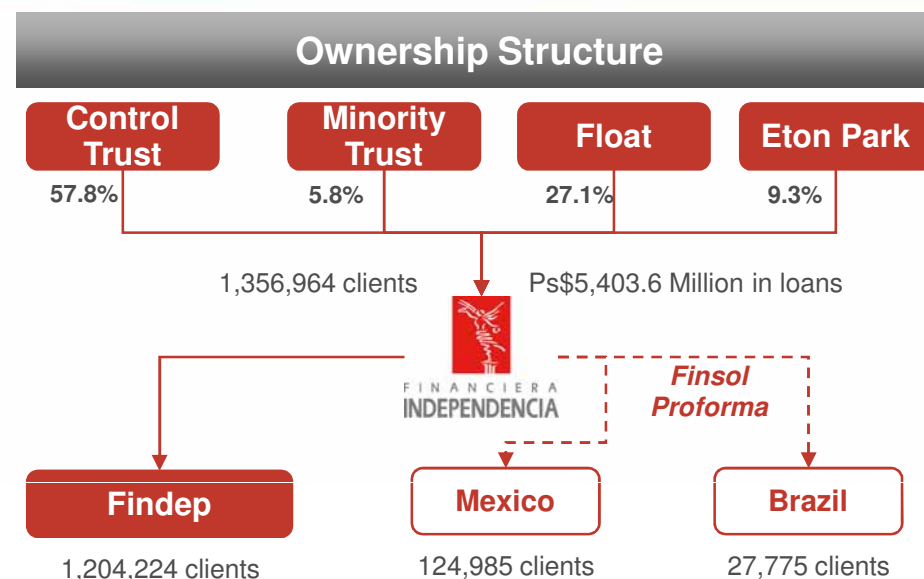 Ownership Structure
Control
Trust
Minority
Trust
Float
Eton Park
57.8%
5.8%
27.1%
9.3%
1,356,964 clients
Ps$5,403.6 Million in loans
FINANCIERA
INDEPENDENCIA
Finsol
Proforma
Findep
Mexico
Brazil
1,204,224 clients
124,985 clients
27,775 clients